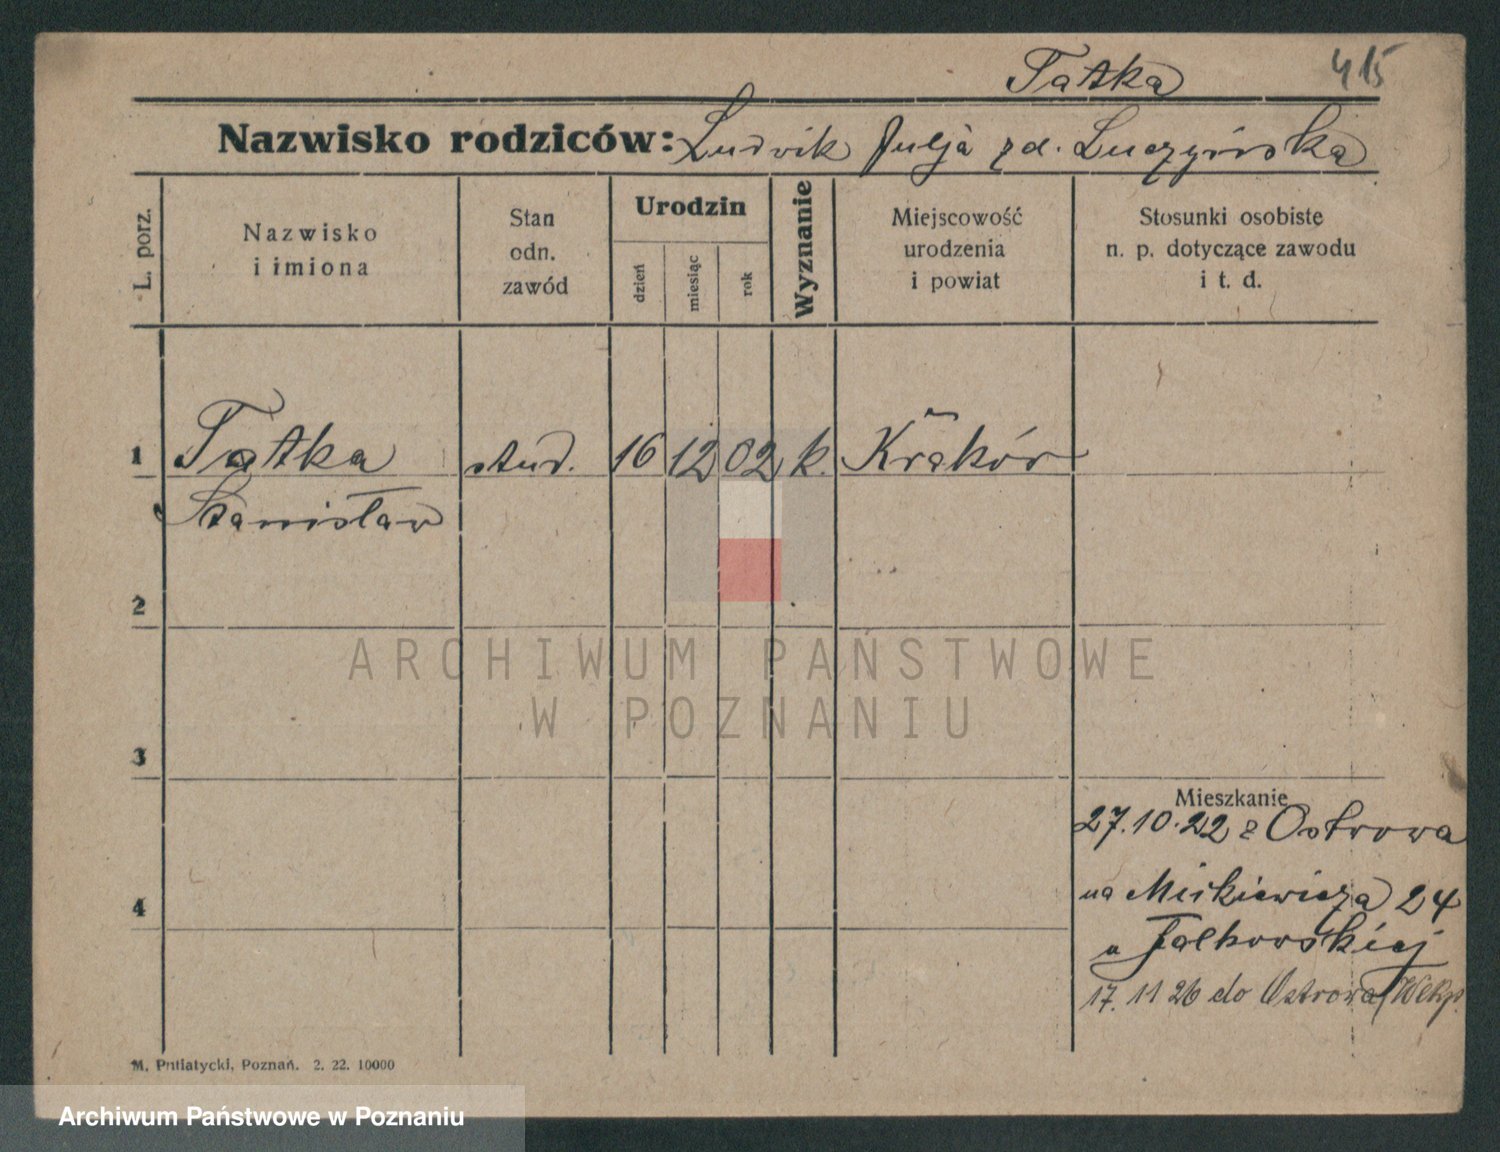 Tatka 415
Nazwisko rodziców: Ludwik Julja zd. Luczyńska
L. porz.
Nazwisko
i imiona
Stan
odn.
zawód
Urodzin
dzień
miesiąc
rok
Wyznanie
Miejscowość
urodzenia
i powiat
Stosunki osobiste
n. p. dotyczące zawodu
i t. d.
1 Tatka stud. 16 12 02 k. Kraków
Stanisław
2
3
4
Mieszkanie
27.10.22 z Ostrowa
na Mickiewicza 24
u Falkowskiej
17. 11 26 do Ostrowa/Wlkp.
M. Putiatycki, Poznań. 2. 22. 10000
ARCHIWUM PAŃSTWOWE
W POZNANIU
Archiwum Państwowe w Poznaniu